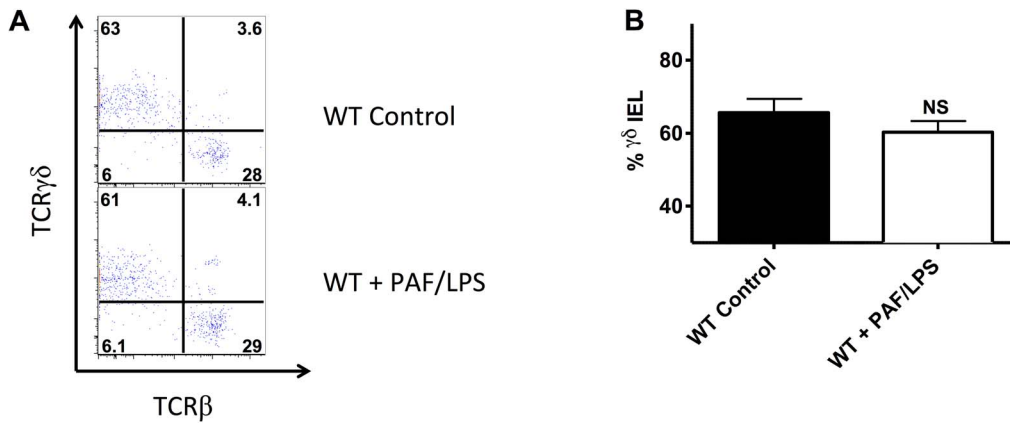 A
63 3.6
6 28
WT Control
61 4.1
6.1 29
WT + PAF/LPS
TCRγδ
TCRβ
B
80
60
40
% γδ IEL
NS
WT Control
WT + PAF/LPS